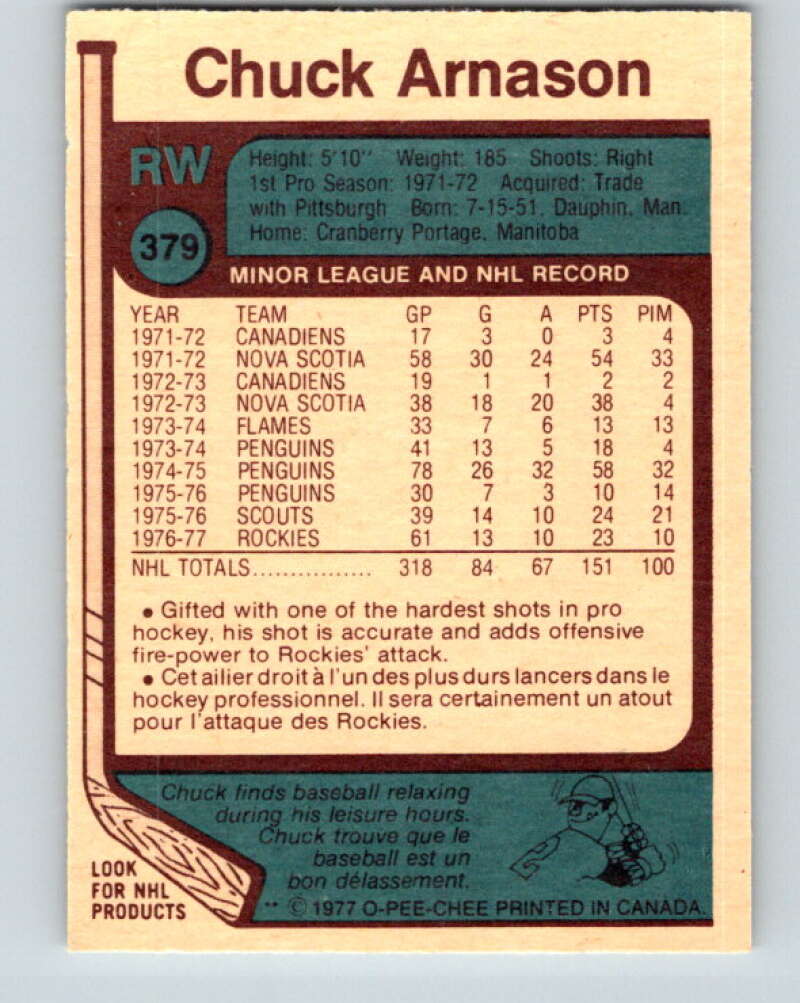 Chuck Arnason
RW
379
Height: 5'10" Weight: 185 Shoots: Right
1st Pro Season: 1971-72 Acquired: Trade
with Pittsburgh Born: 7-15-51, Dauphin, Man.
Home: Cranberry Portage, Manitoba
MINOR LEAGUE AND NHL RECORD
YEAR TEAM GP G A PTS PIM
1971-72 CANADIENS 17 3 0 3 4
1971-72 NOVA SCOTIA 58 30 24 54 33
1972-73 CANADIENS 19 1 1 2 2
1972-73 NOVA SCOTIA 38 18 20 38 4
1973-74 FLAMES 33 7 6 13 13
1973-74 PENGUINS 41 13 5 18 4
1974-75 PENGUINS 78 26 32 58 32
1975-76 PENGUINS 30 7 3 10 14
1975-76 SCOUTS 39 14 10 24 21
1976-77 ROCKIES 61 13 10 23 10
NHL TOTALS................ 318 84 67 151 100
• Gifted with one of the hardest shots in pro
hockey, his shot is accurate and adds offensive
fire-power to Rockies' attack.
• Cet ailier droit à l'un des plus durs lancers dans le
hockey professionnel. Il sera certainement un atout
pour l'attaque des Rockies.
Chuck finds baseball relaxing
during his leisure hours.
Chuck trouve que le
baseball est un
bon délassement.
LOOK
FOR NHL
PRODUCTS
** © 1977 O-PEE-CHEE PRINTED IN CANADA.